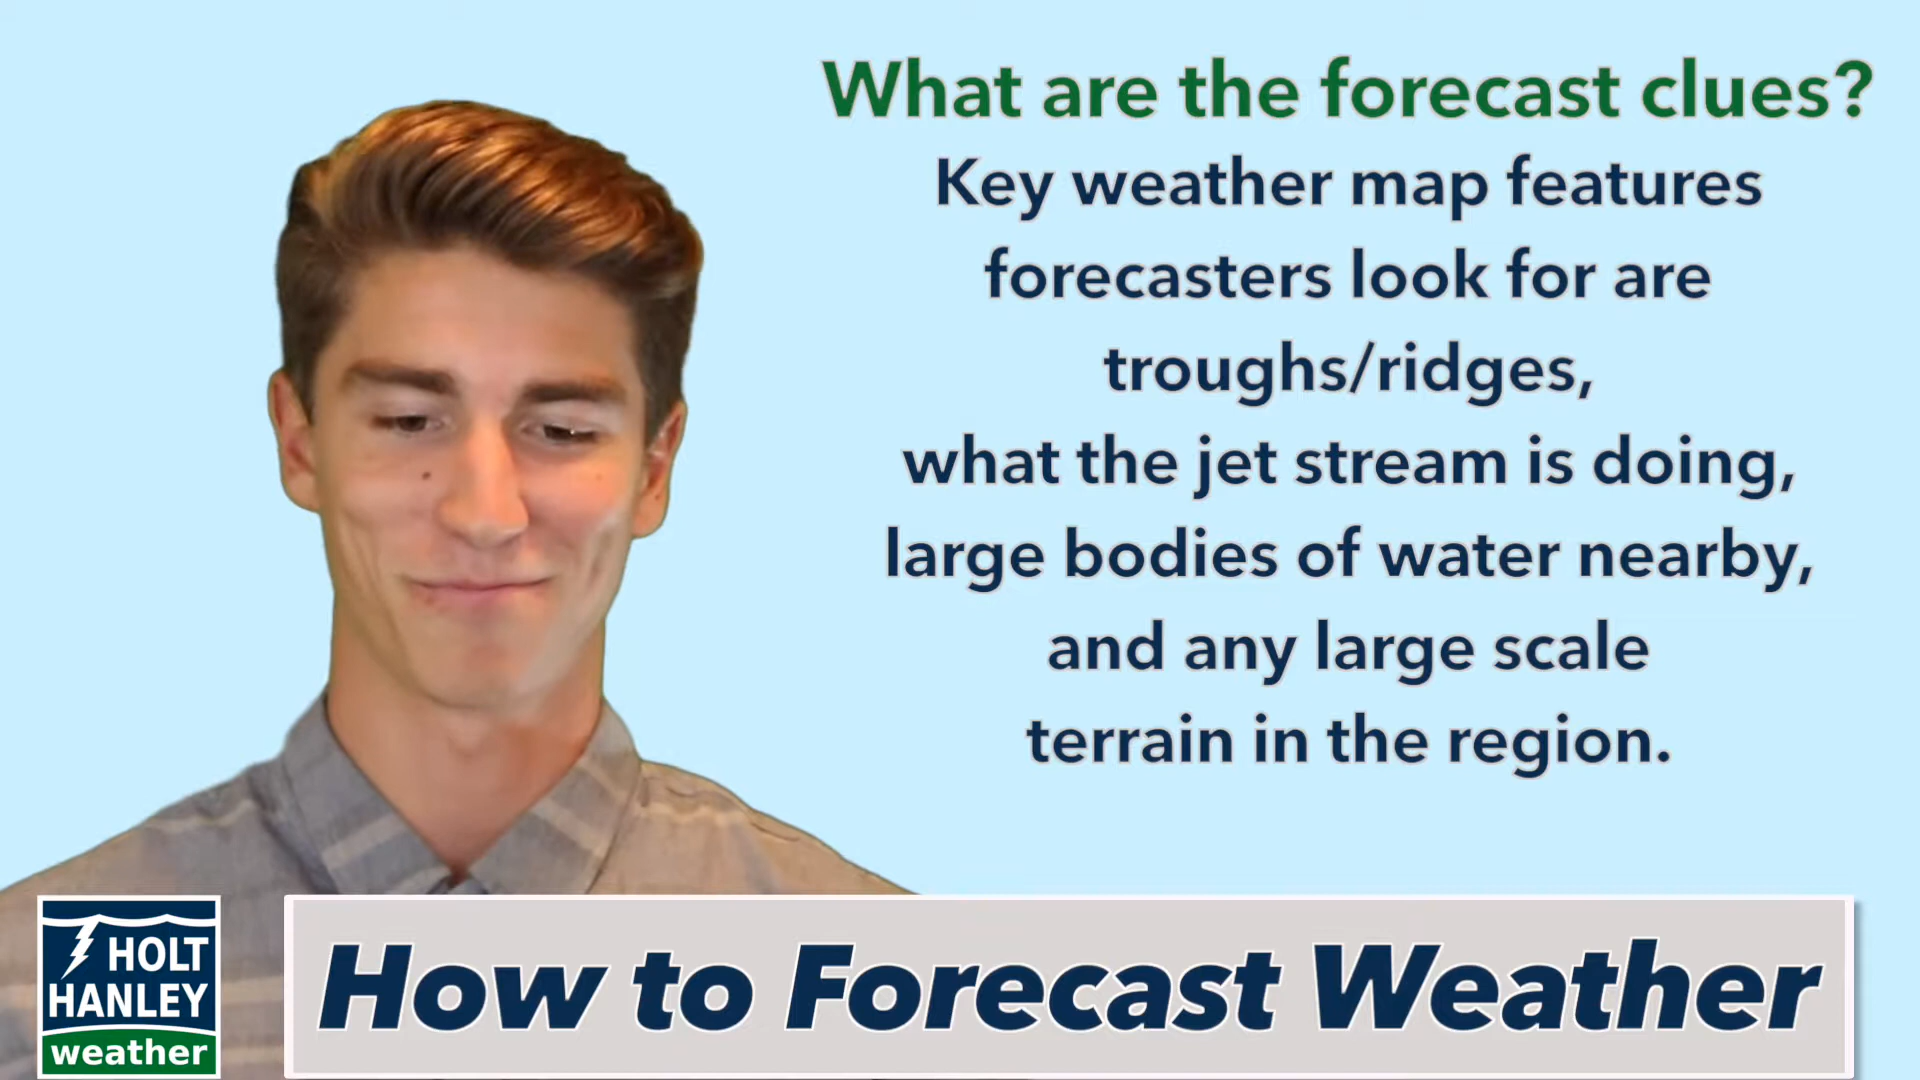 What are the forecast clues?
Key weather map features
forecasters look for are
troughs/ridges,
what the jet stream is doing,
large bodies of water nearby,
and any large scale
terrain in the region.
HOLT
HANLEY
weather
How to Forecast Weather